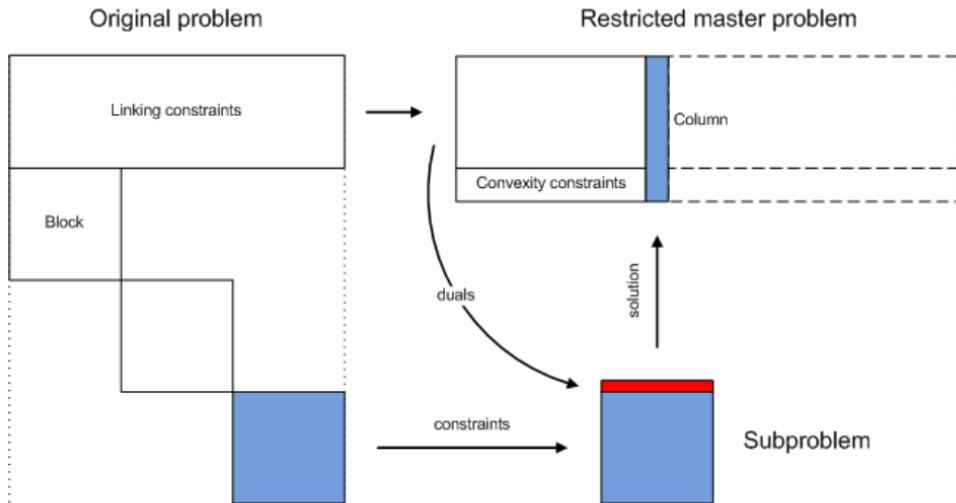 Original problem
Restricted master problem
Linking constraints
Column
Convexity constraints
Block
duals
solution
constraints
Subproblem